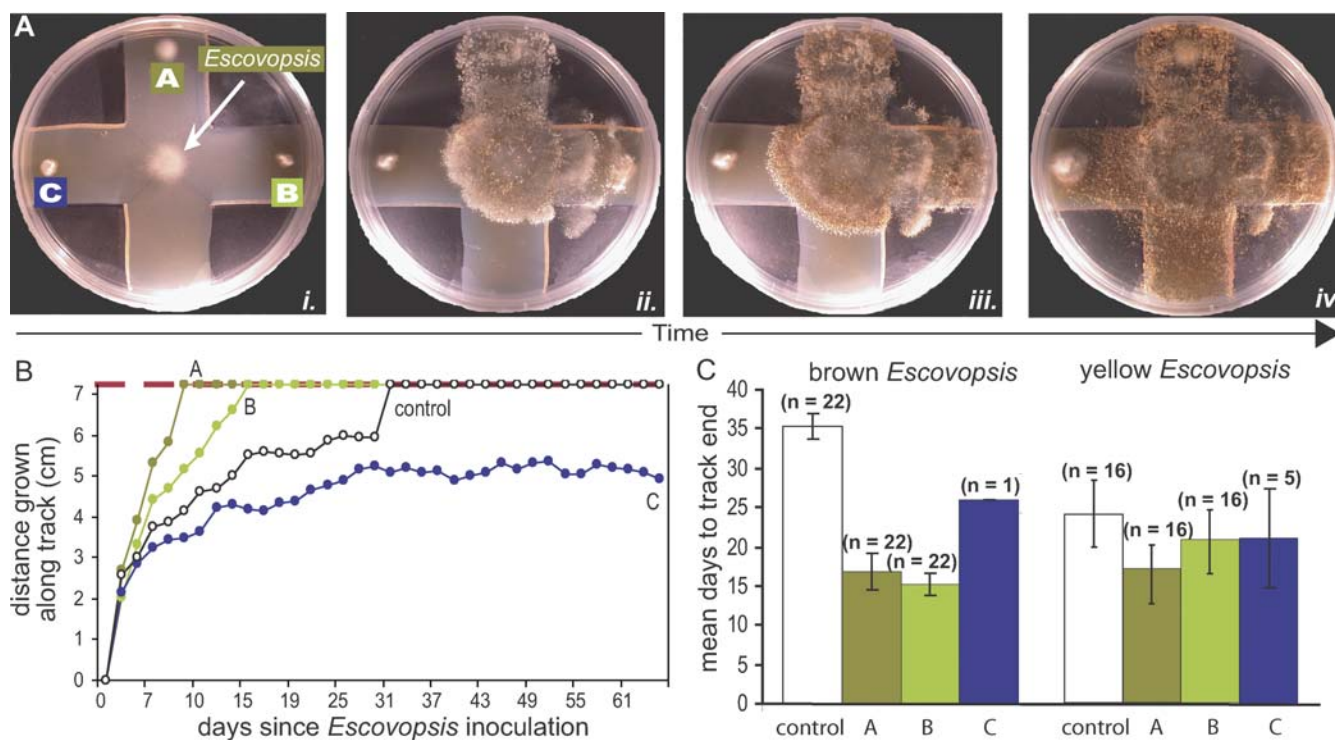 A
Escovopsis
A
C
B
i.
ii.
iii.
iv.
Time
B
7
6
5
4
3
2
1
0
distance grown
along track (cm)
A
B
control
C
0 7 10 15 19 22 25 31 37 43 49 55 61
days since Escovopsis inoculation
C
brown Escovopsis
yellow Escovopsis
40
35
30
25
20
15
10
5
0
mean days to track end
(n = 22)
(n = 22)
(n = 22)
(n = 1)
(n = 16)
(n = 16)
(n = 16)
(n = 5)
control A B C control A B C